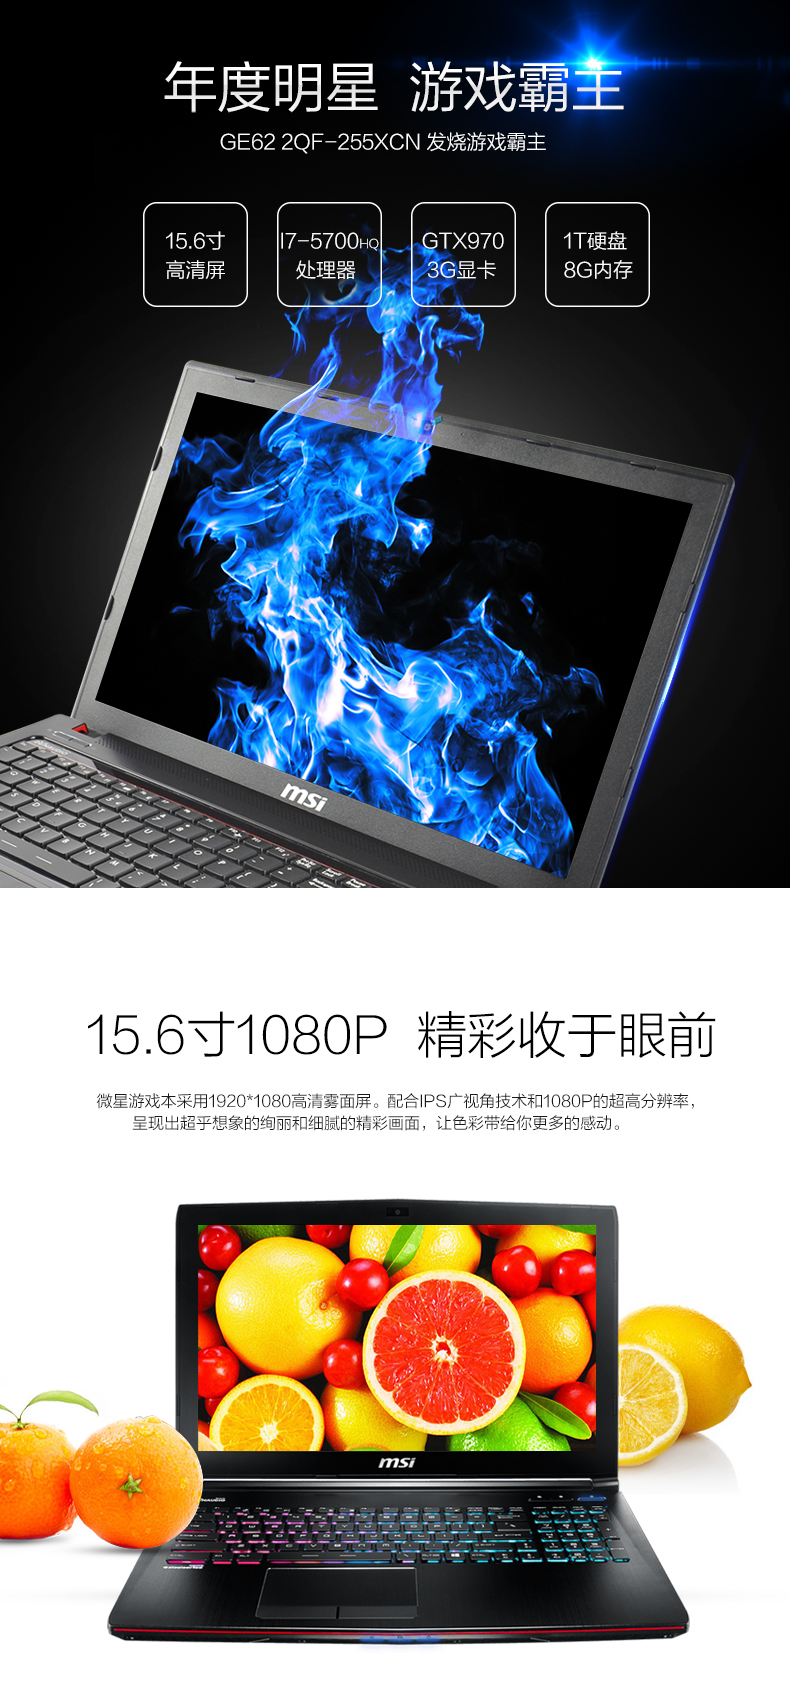 年度明星 游戏霸主
GE62 2QF-255XCN 发烧游戏霸主
15.6寸
高清屏
I7-5700HQ
处理器
GTX970
3G显卡
1T硬盘
8G内存
msi
15.6寸1080P 精彩收于眼前
微星游戏本采用1920*1080高清雾面屏。配合IPS广视角技术和1080P的超高分辨率，
呈现出超乎想象的绚丽和细腻的精彩画面，让色彩带给你更多的感动。
msi